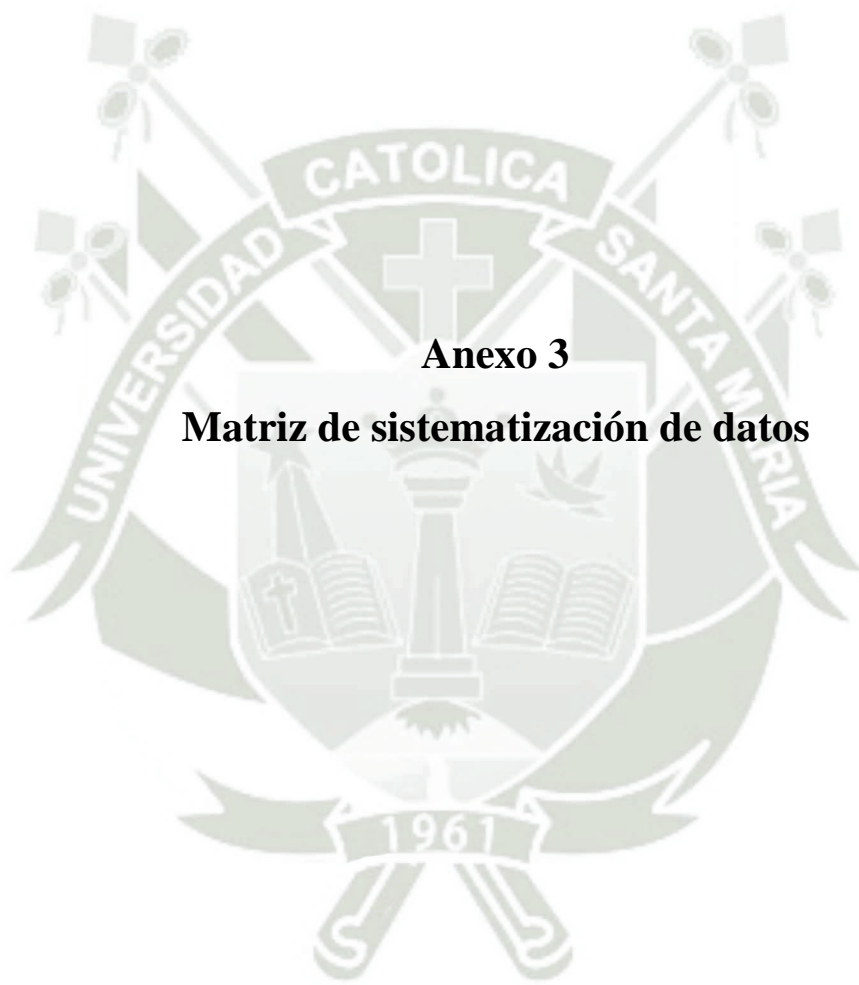 CATOLICA
UNIVERSIDAD
SANTA MARIA
Anexo 3
Matriz de sistematización de datos
1961